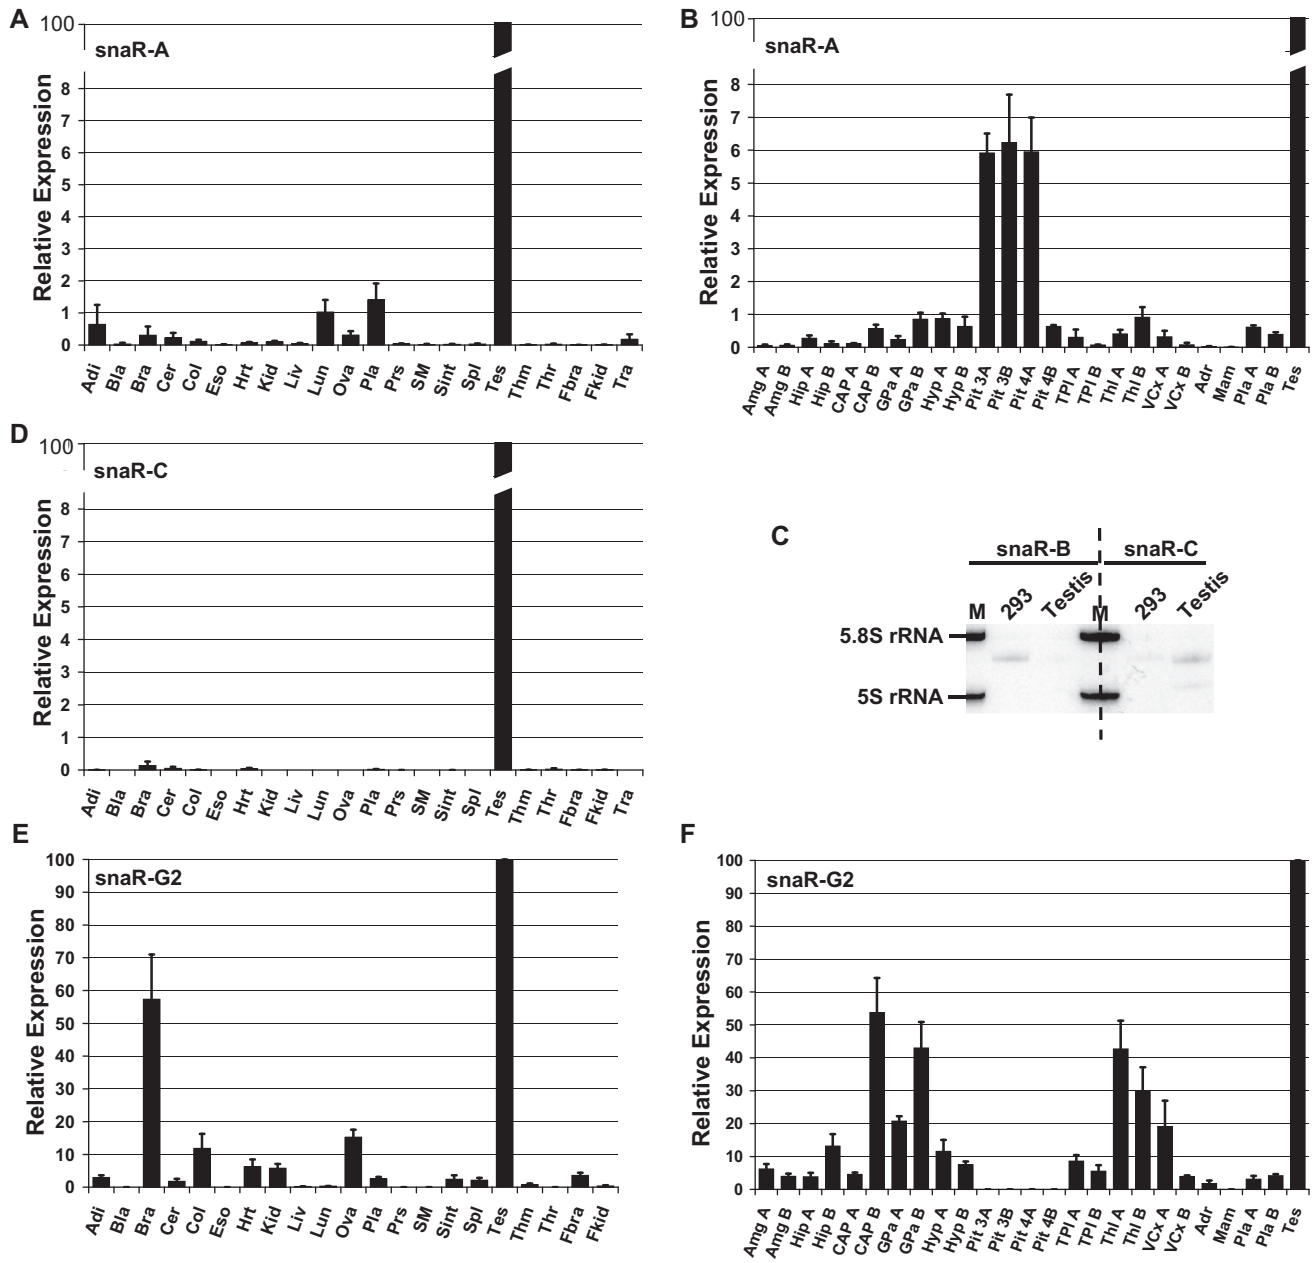 A
snaR-A
Relative Expression
100
8
7
6
5
4
3
2
1
0
Adi Bla Bra Cer Col Eso Hrt Kid Liv Lun Ova Pla Prs SM Sint Spl Tes Thm Thr Fbra Fkid Tra
B
snaR-A
Relative Expression
100
8
7
6
5
4
3
2
1
0
Amg A Amg B Hip A Hip B CAP A CAP B GPa A GPa B Hyp A Hyp B Pit 3A Pit 3B Pit 4A Pit 4B TPl A TPl B Thl A Thl B VCx A VCx B Adr Mam Pla A Pla B Tes
D
snaR-C
Relative Expression
100
8
7
6
5
4
3
2
1
0
Adi Bla Bra Cer Col Eso Hrt Kid Liv Lun Ova Pla Prs SM Sint Spl Tes Thm Thr Fbra Fkid Tra
C
snaR-B snaR-C
M 293 Testis M 293 Testis
5.8S rRNA
5S rRNA
E
snaR-G2
Relative Expression
100
90
80
70
60
50
40
30
20
10
0
Adi Bla Bra Cer Col Eso Hrt Kid Liv Lun Ova Pla Prs SM Sint Spl Tes Thm Thr Fbra Fkid
F
snaR-G2
Relative Expression
100
90
80
70
60
50
40
30
20
10
0
Amg A Amg B Hip A Hip B CAP A CAP B GPa A GPa B Hyp A Hyp B Pit 3A Pit 3B Pit 4A Pit 4B TPl A TPl B Thl A Thl B VCx A VCx B Adr Mam Pla A Pla B Tes